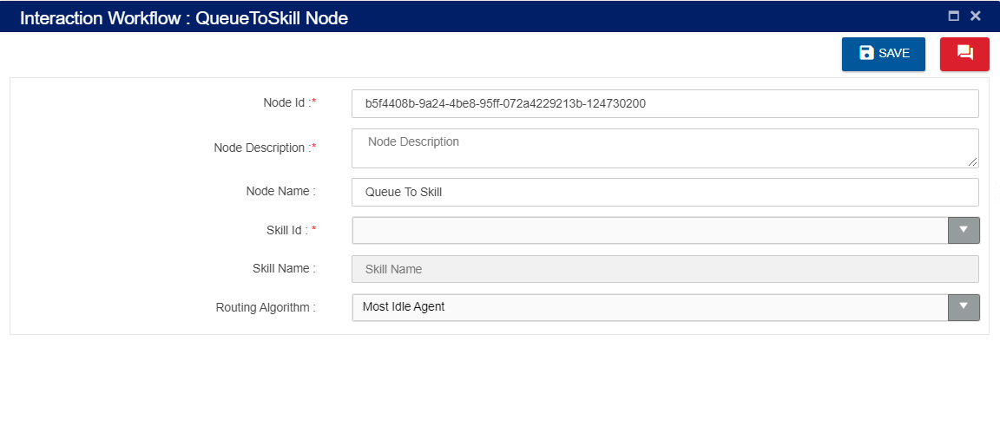 Interaction Workflow : QueueToSkill Node
SAVE
Node Id :* b5f4408b-9a24-4be8-95ff-072a4229213b-124730200
Node Description :* Node Description
Node Name : Queue To Skill
Skill Id : *
Skill Name : Skill Name
Routing Algorithm : Most Idle Agent